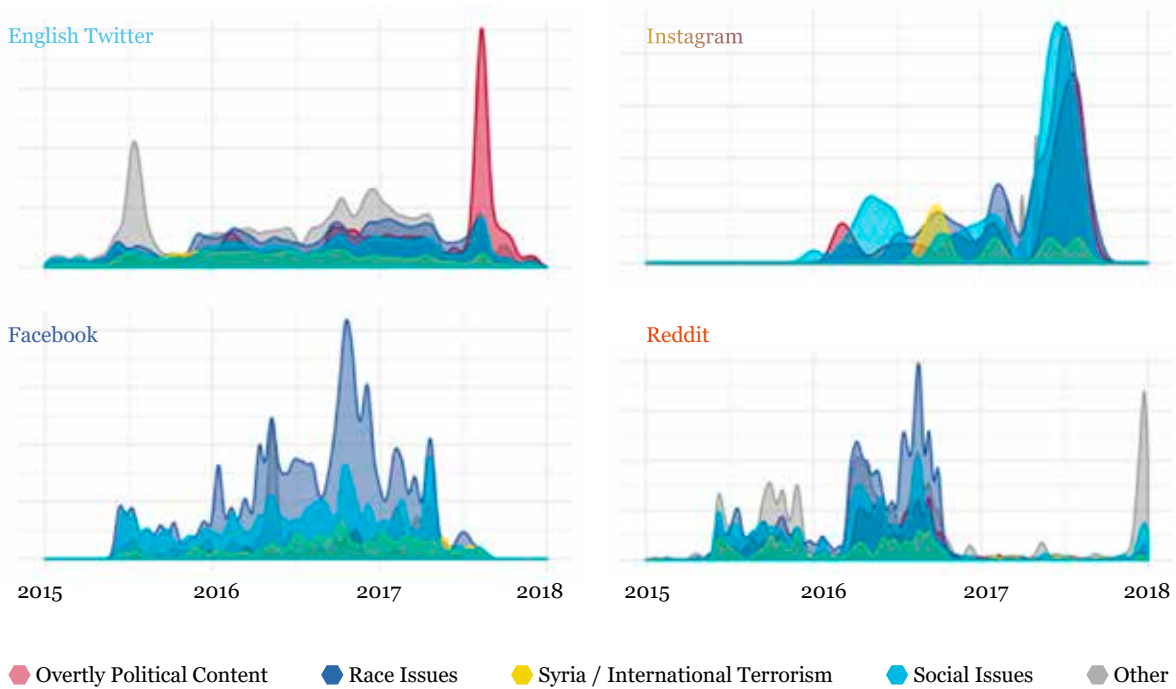 English Twitter
Instagram
Facebook
Reddit
2015 2016 2017 2018
2015 2016 2017 2018
Overtly Political Content
Race Issues
Syria / International Terrorism
Social Issues
Other